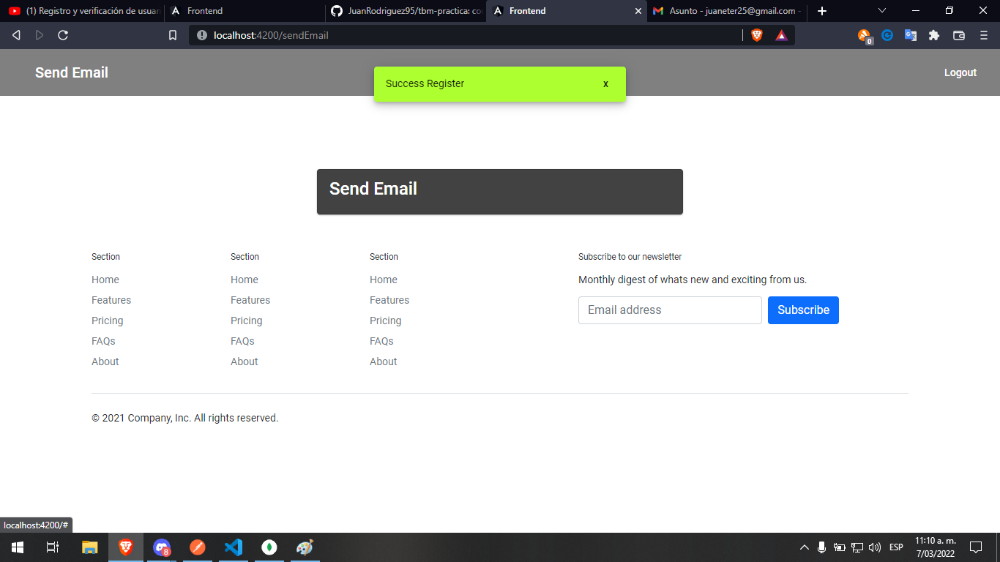 (1) Registro y verificación de usuar
Frontend
JuanRodriguez95/tbm-practica: co
Frontend
Asunto - juaneter25@gmail.com -
localhost:4200/sendEmail
0
Send Email
Success Register
x
Logout
Send Email
Section
Home
Features
Pricing
FAQs
About
Section
Home
Features
Pricing
FAQs
About
Section
Home
Features
Pricing
FAQs
About
Subscribe to our newsletter
Monthly digest of whats new and exciting from us.
Email address
Subscribe
© 2021 Company, Inc. All rights reserved.
localhost:4200/#
8
ESP
11:10 a. m.
7/03/2022